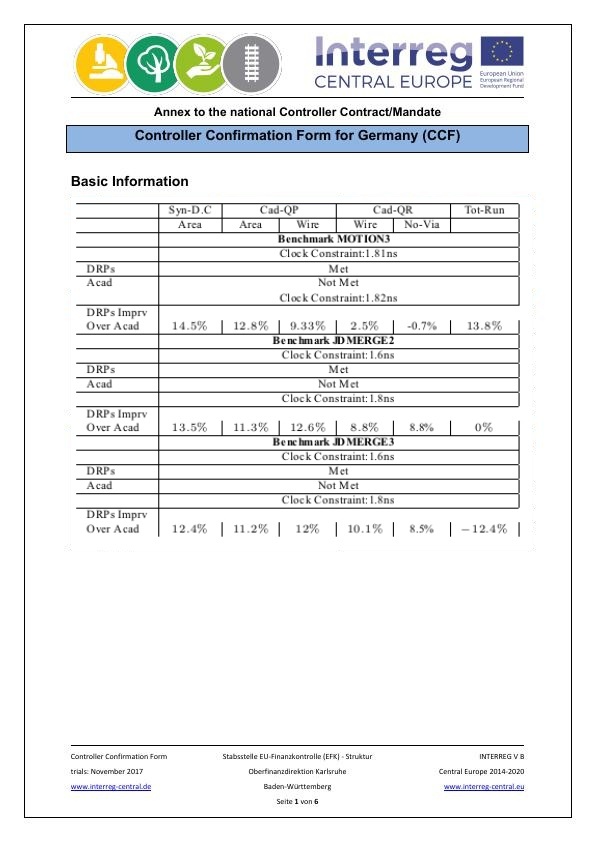 Interreg
CENTRAL EUROPE
European Union
European Regional
Development Fund
Annex to the national Controller Contract/Mandate
Controller Confirmation Form for Germany (CCF)
Basic Information
Syn-D.C Cad-QP Cad-QR Tot-Run
Area Area Wire Wire No-Via
Benchmark MOTION3
Clock Constraint:1.81ns
DRPs Met
Acad Not Met
Clock Constraint:1.82ns
DRPs Imprv
Over Acad 14.5% 12.8% 9.33% 2.5% -0.7% 13.8%
Benchmark JDMERGE2
Clock Constraint:1.6ns
DRPs Met
Acad Not Met
Clock Constraint:1.8ns
DRPs Imprv
Over Acad 13.5% 11.3% 12.6% 8.8% 8.8% 0%
Benchmark JDMERGE3
Clock Constraint:1.6ns
DRPs Met
Acad Not Met
Clock Constraint:1.8ns
DRPs Imprv
Over Acad 12.4% 11.2% 12% 10.1% 8.5% −12.4%
Controller Confirmation Form Stabsstelle EU-Finanzkontrolle (EFK) - Struktur INTERREG V B
trials: November 2017 Oberfinanzdirektion Karlsruhe Central Europe 2014-2020
www.interreg-central.de Baden-Württemberg www.interreg-central.eu
Seite 1 von 6